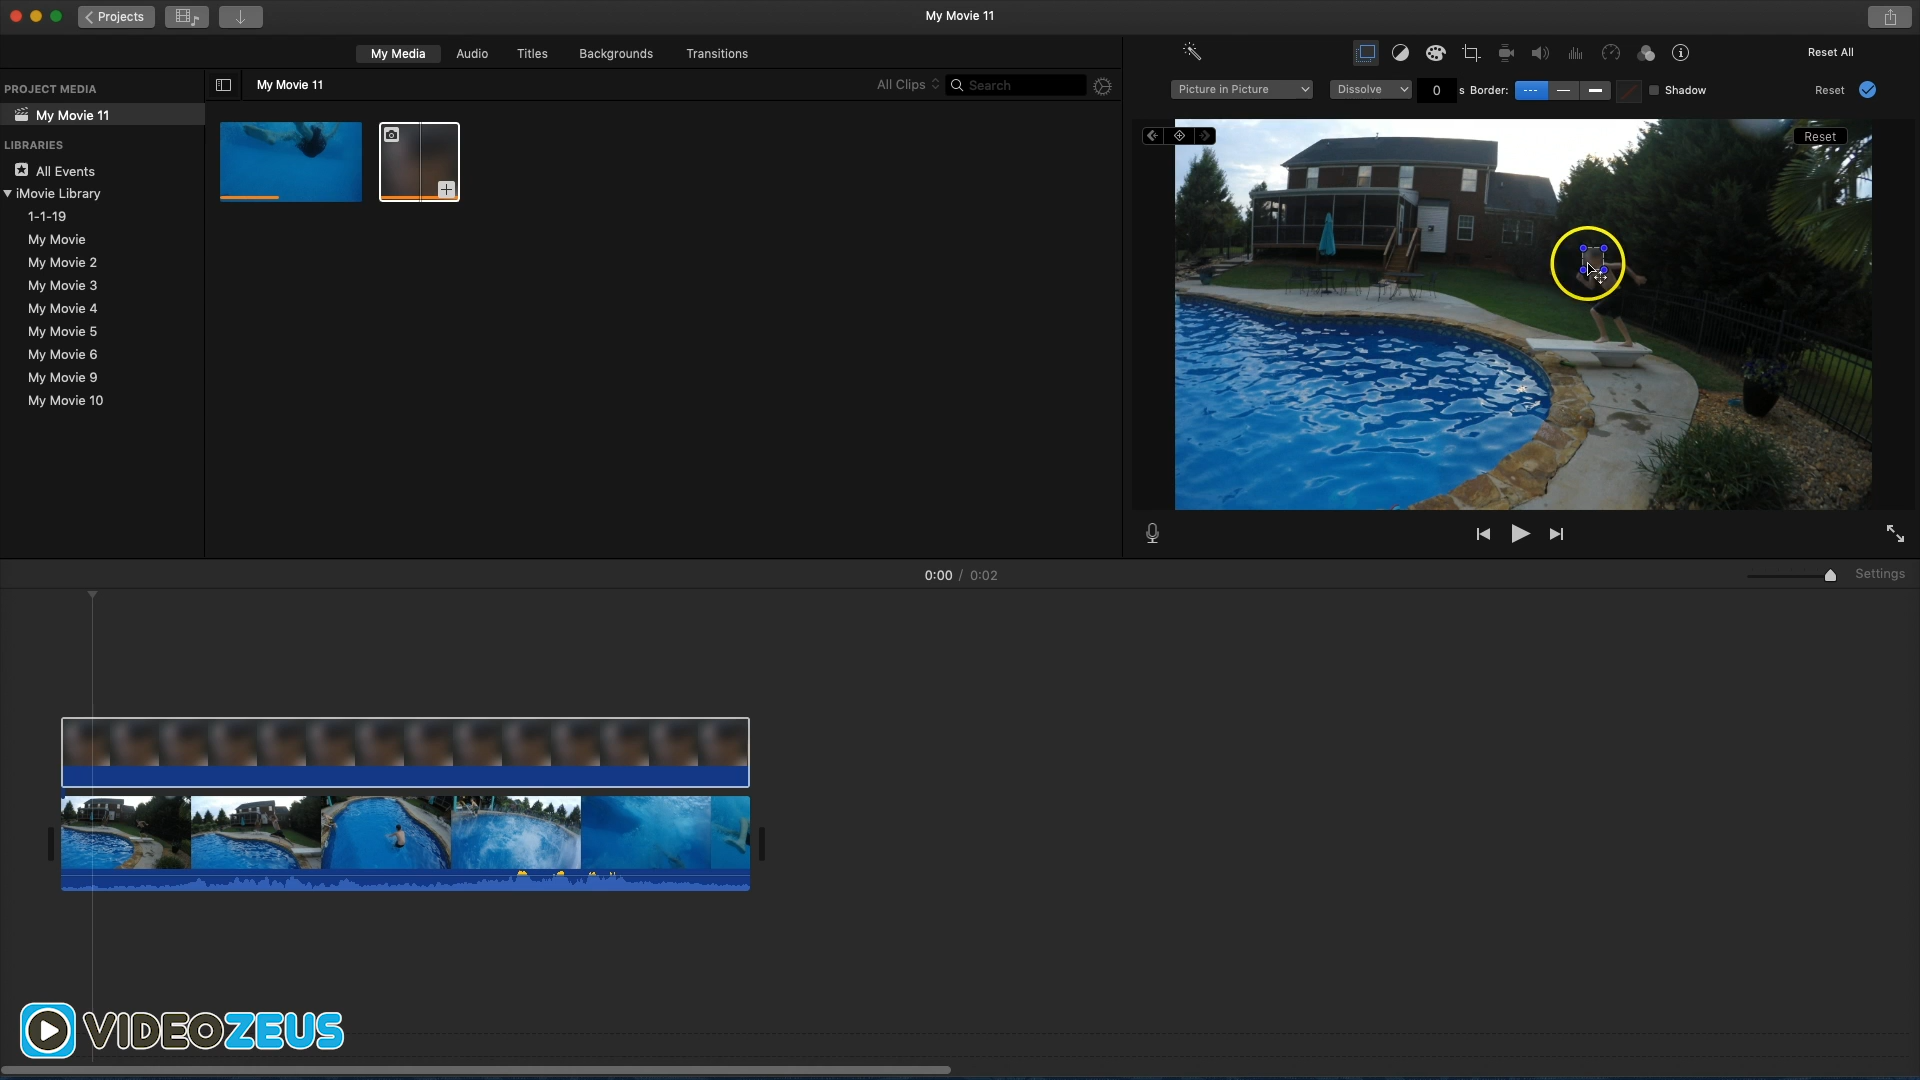 Projects
My Movie 11
My Media Audio Titles Backgrounds Transitions
Reset All
PROJECT MEDIA
My Movie 11
All Clips
Search
Picture in Picture
Dissolve
0 s Border:
Shadow
Reset
My Movie 11
LIBRARIES
All Events
iMovie Library
1-1-19
My Movie
My Movie 2
My Movie 3
My Movie 4
My Movie 5
My Movie 6
My Movie 9
My Movie 10
Reset
0:00 / 0:02
Settings
VIDEOZEUS